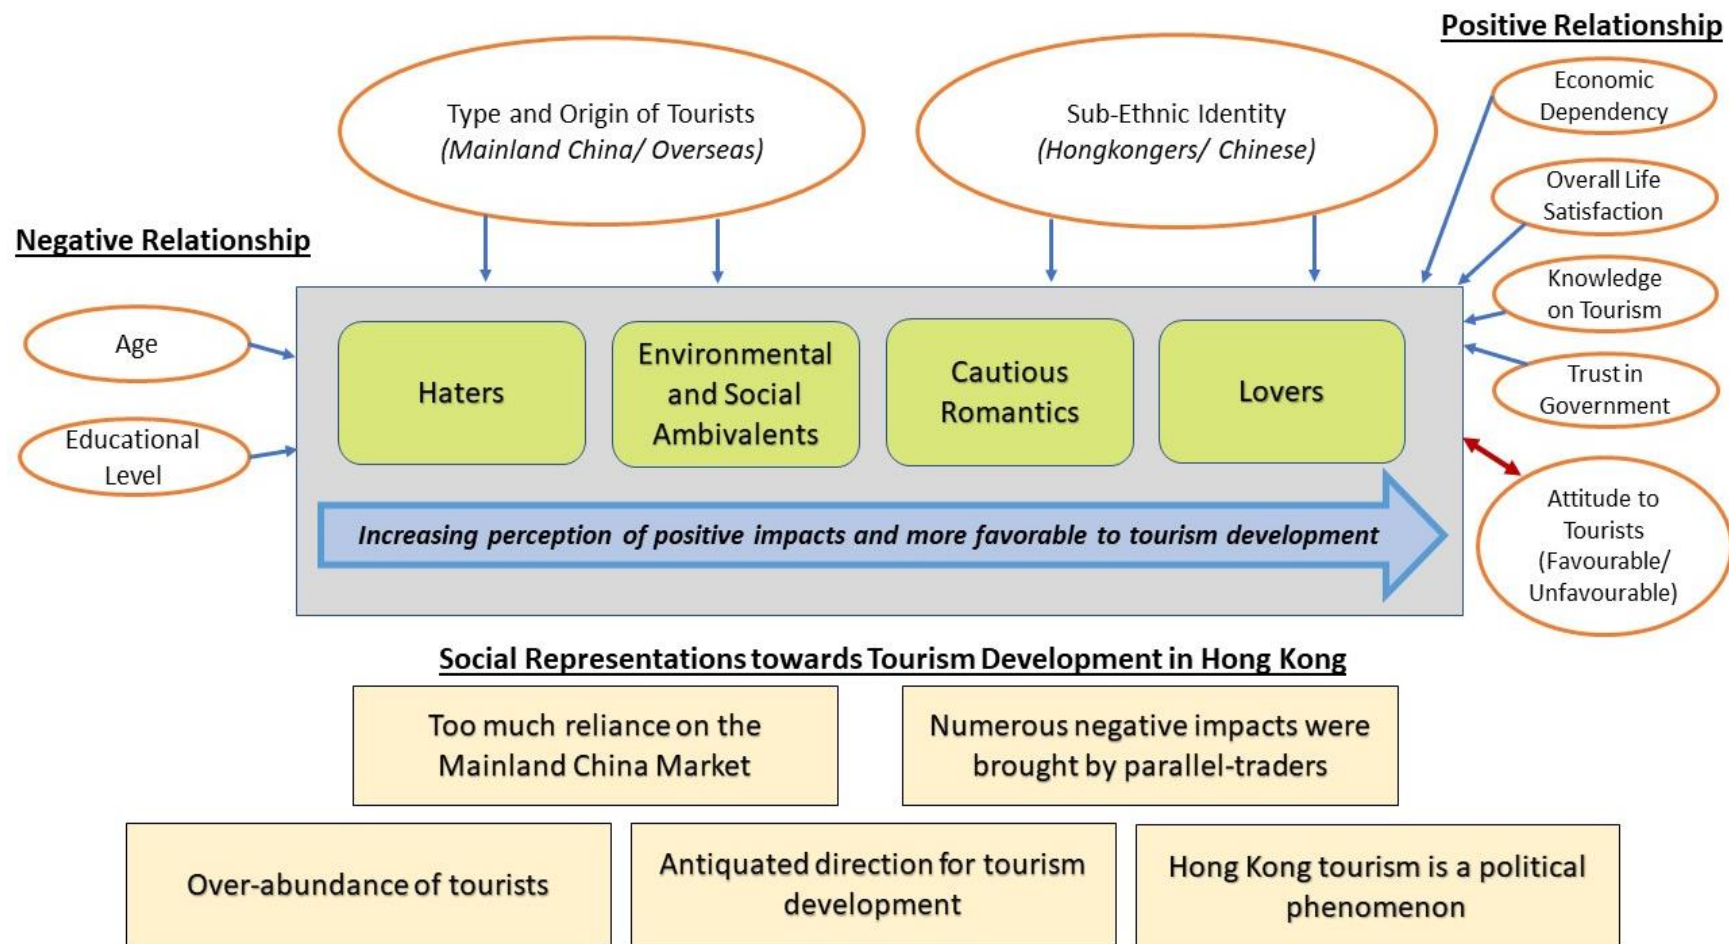 Positive Relationship
Type and Origin of Tourists
(Mainland China/ Overseas)
Sub-Ethnic Identity
(Hongkongers/ Chinese)
Economic
Dependency
Overall Life
Satisfaction
Knowledge
on Tourism
Trust in
Government
Attitude to
Tourists
(Favourable/
Unfavourable)
Negative Relationship
Age
Educational
Level
Haters
Environmental
and Social
Ambivalents
Cautious
Romantics
Lovers
Increasing perception of positive impacts and more favorable to tourism development
Social Representations towards Tourism Development in Hong Kong
Too much reliance on the
Mainland China Market
Numerous negative impacts were
brought by parallel-traders
Over-abundance of tourists
Antiquated direction for tourism
development
Hong Kong tourism is a political
phenomenon